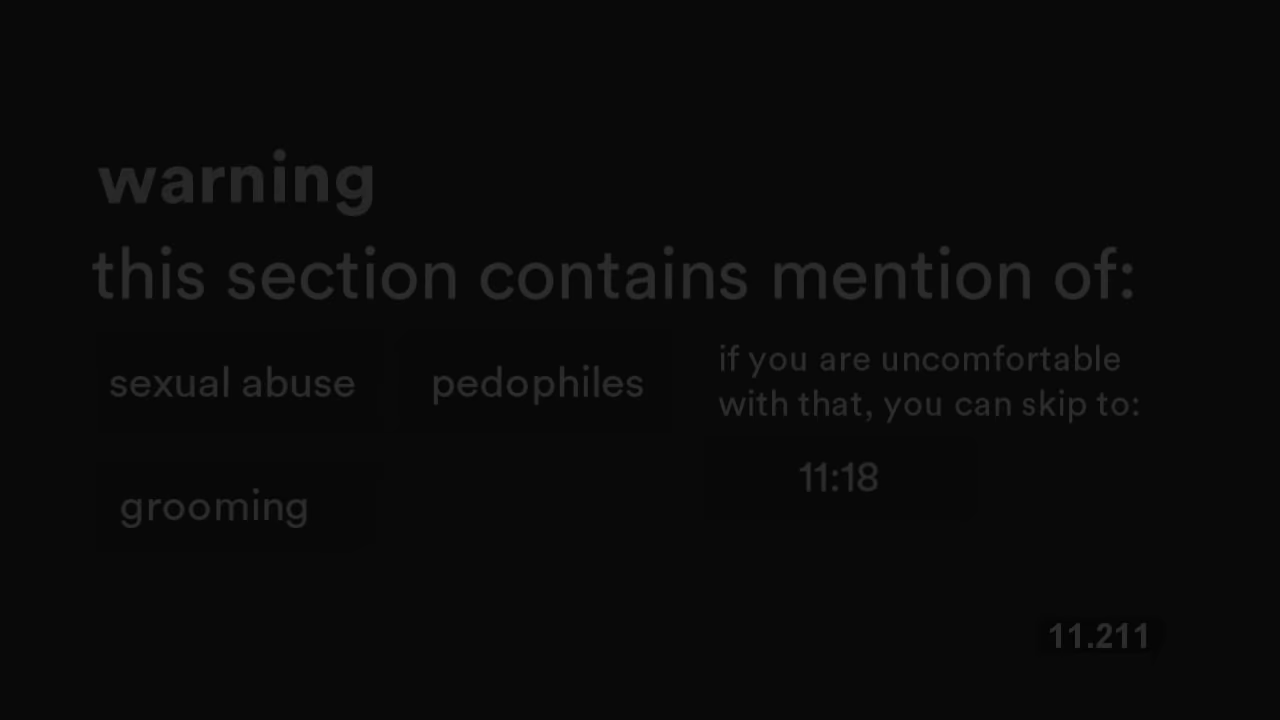 warning
this section contains mention of:
sexual abuse
pedophiles
grooming
if you are uncomfortable
with that, you can skip to:
11:18
11.211